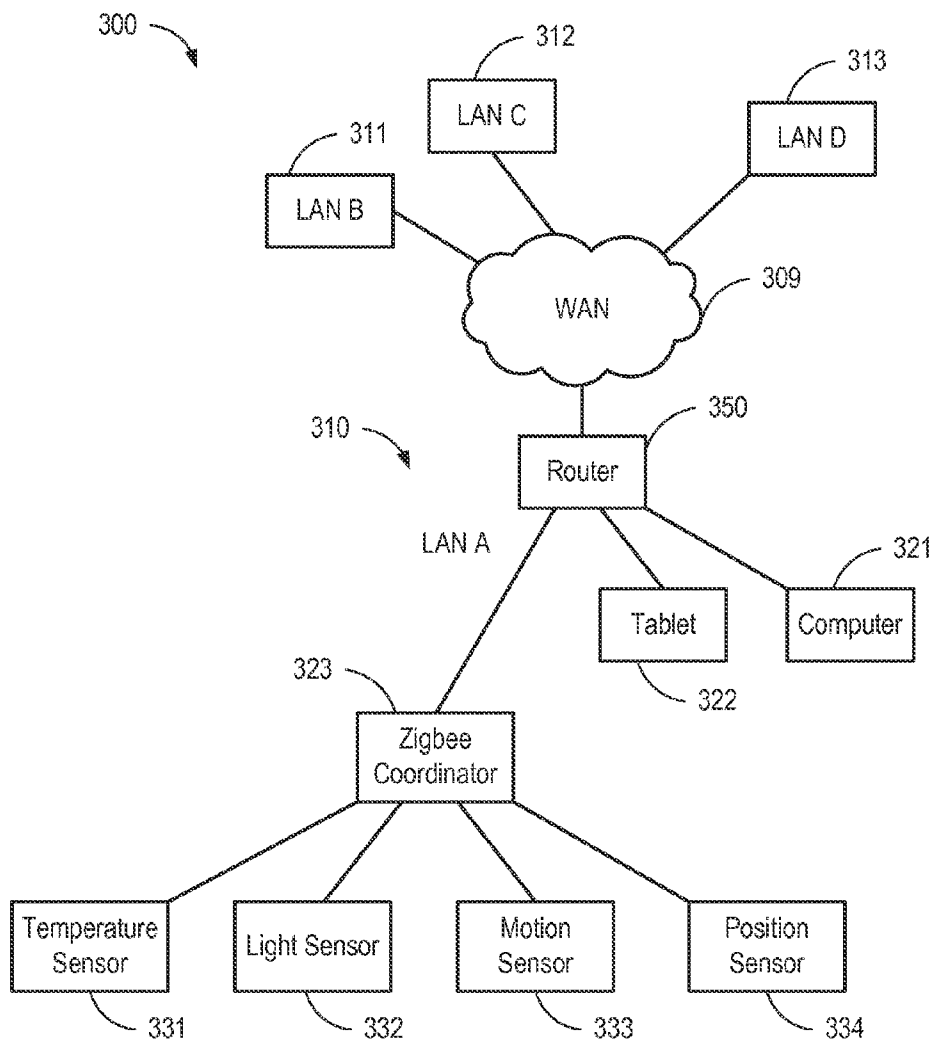 300
312
313
LAN C
LAN D
311
LAN B
309
WAN
350
310
Router
LAN A
321
Tablet
Computer
323
322
Zigbee
Coordinator
Temperature
Sensor
Light Sensor
Motion
Sensor
Position
Sensor
331
332
333
334